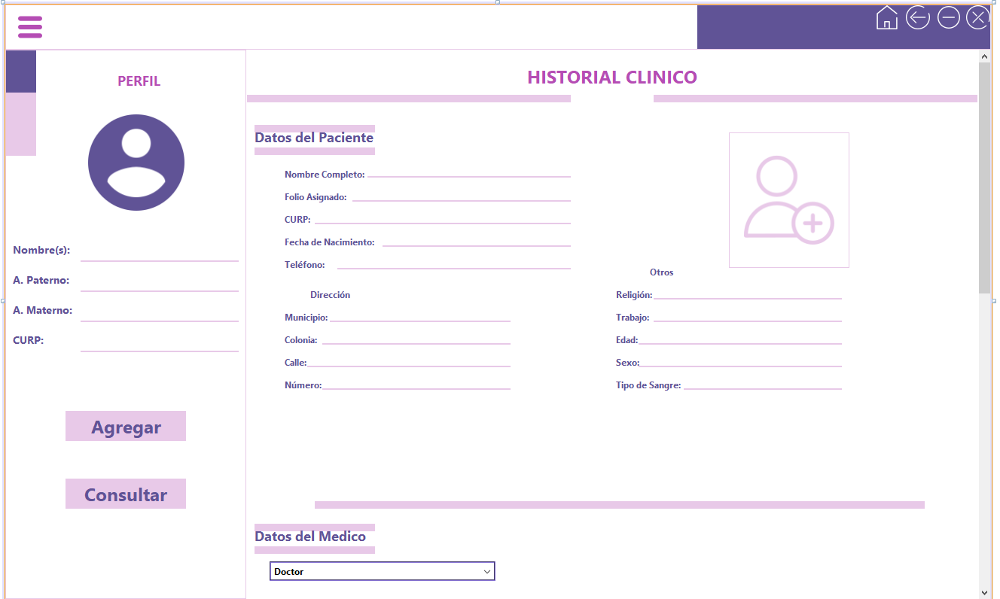 PERFIL
Nombre(s):
A. Paterno:
A. Materno:
CURP:
Agregar
Consultar
HISTORIAL CLINICO
Datos del Paciente
Nombre Completo:
Folio Asignado:
CURP:
Fecha de Nacimiento:
Teléfono:
Dirección
Municipio:
Colonia:
Calle:
Número:
Otros
Religión:
Trabajo:
Edad:
Sexo:
Tipo de Sangre:
Datos del Medico
Doctor